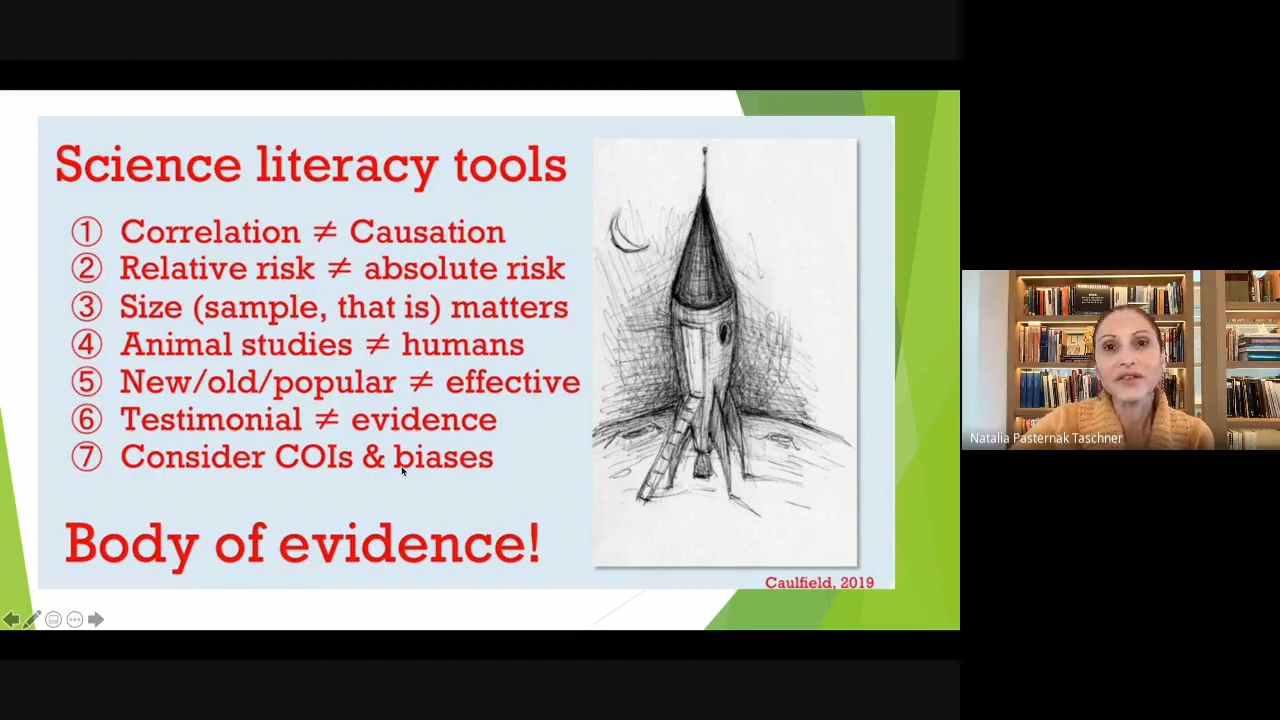 Science literacy tools
① Correlation ≠ Causation
② Relative risk ≠ absolute risk
③ Size (sample, that is) matters
④ Animal studies ≠ humans
⑤ New/old/popular ≠ effective
⑥ Testimonial ≠ evidence
⑦ Consider COIs & biases
Body of evidence!
Caulfield, 2019
Natalia Pasternak Taschner